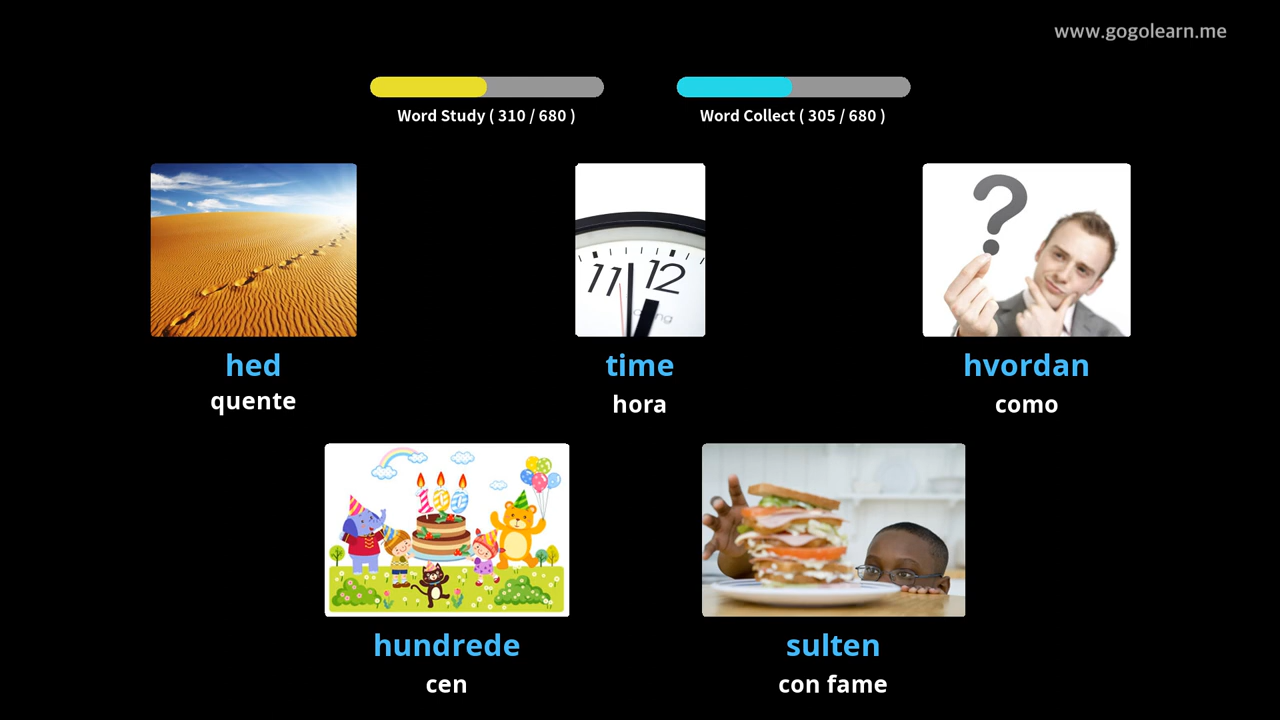 www.gogolearn.me
Word Study ( 310 / 680 )
Word Collect ( 305 / 680 )
11 12
hed
quente
time
hora
?
hvordan
como
100
hundrede
cen
sulten
con fame